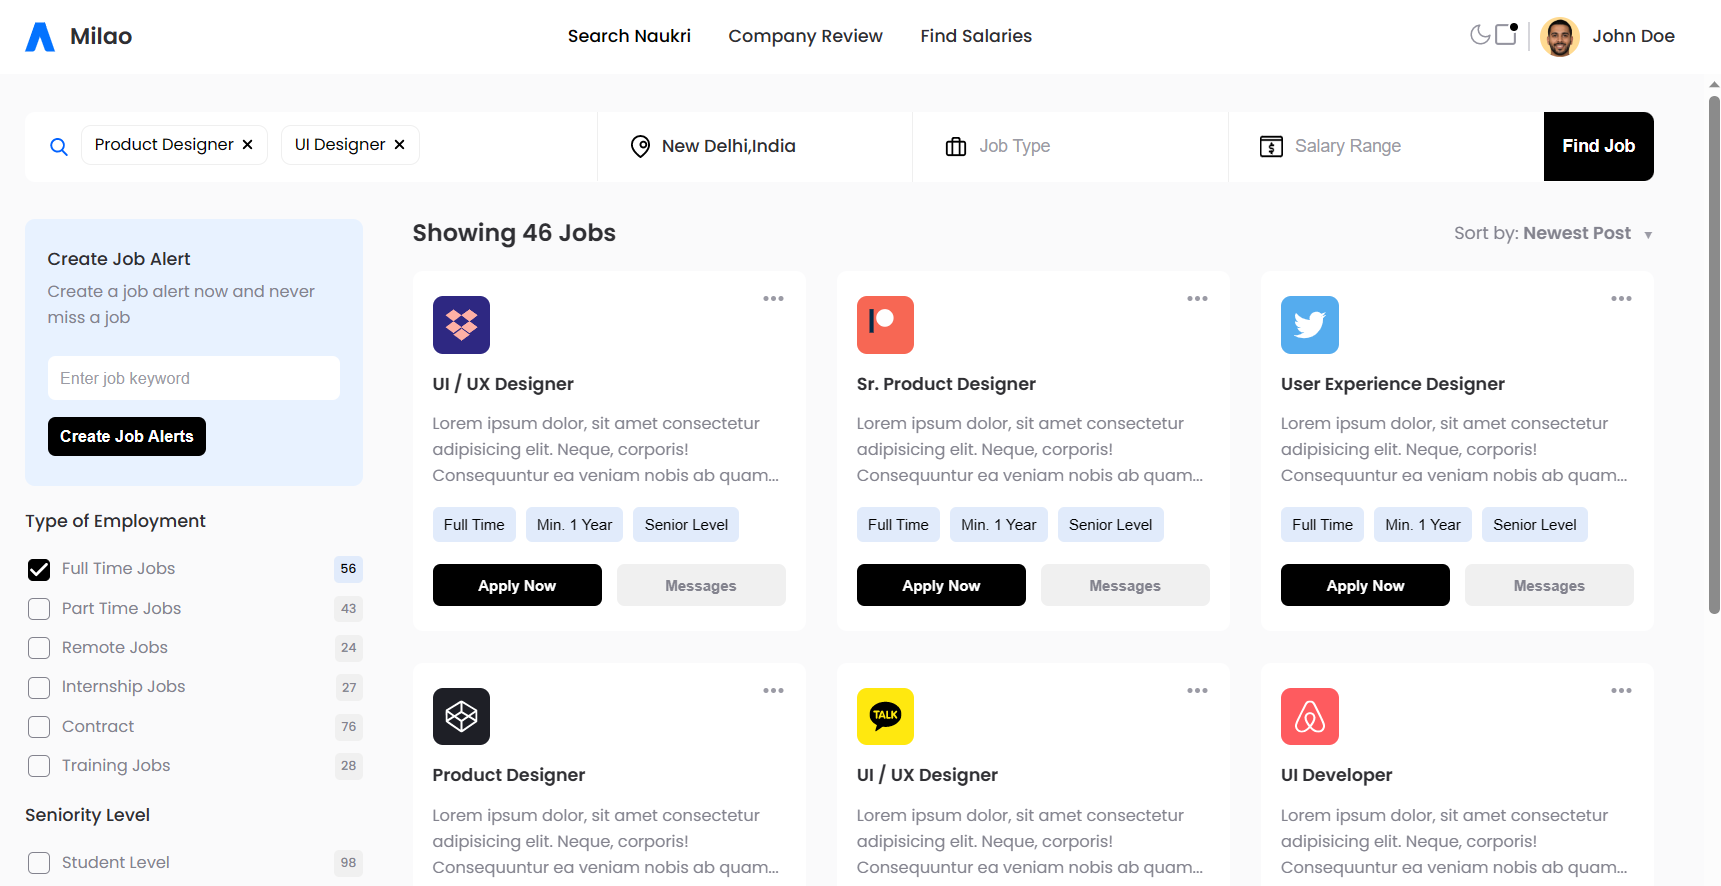 Milao
Search Naukri
Company Review
Find Salaries
John Doe
Product Designer ✕
UI Designer ✕
New Delhi,India
Job Type
Salary Range
Find Job
Create Job Alert
Create a job alert now and never
miss a job
Enter job keyword
Create Job Alerts
Type of Employment
Full Time Jobs 56
Part Time Jobs 43
Remote Jobs 24
Internship Jobs 27
Contract 76
Training Jobs 28
Seniority Level
Student Level 98
Showing 46 Jobs
Sort by: Newest Post ▼
UI / UX Designer
Lorem ipsum dolor, sit amet consectetur
adipisicing elit. Neque, corporis!
Consequuntur ea veniam nobis ab quam...
Full Time
Min. 1 Year
Senior Level
Apply Now
Messages
Sr. Product Designer
Lorem ipsum dolor, sit amet consectetur
adipisicing elit. Neque, corporis!
Consequuntur ea veniam nobis ab quam...
Full Time
Min. 1 Year
Senior Level
Apply Now
Messages
User Experience Designer
Lorem ipsum dolor, sit amet consectetur
adipisicing elit. Neque, corporis!
Consequuntur ea veniam nobis ab quam...
Full Time
Min. 1 Year
Senior Level
Apply Now
Messages
Product Designer
Lorem ipsum dolor, sit amet consectetur
adipisicing elit. Neque, corporis!
Consequuntur ea veniam nobis ab quam...
TALK
UI / UX Designer
Lorem ipsum dolor, sit amet consectetur
adipisicing elit. Neque, corporis!
Consequuntur ea veniam nobis ab quam...
UI Developer
Lorem ipsum dolor, sit amet consectetur
adipisicing elit. Neque, corporis!
Consequuntur ea veniam nobis ab quam...